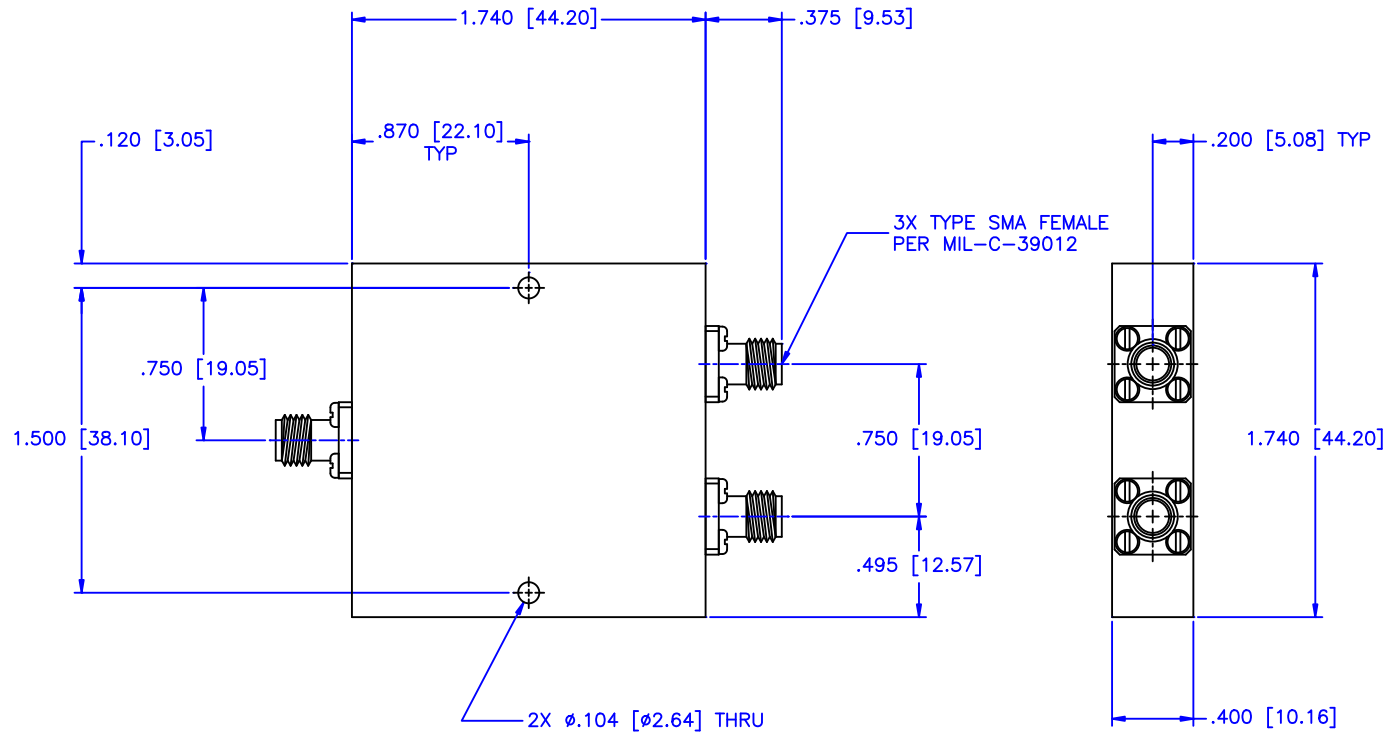 1.740 [44.20]
.375 [9.53]
.120 [3.05]
.870 [22.10]
TYP
.200 [5.08] TYP
3X TYPE SMA FEMALE
PER MIL-C-39012
.750 [19.05]
1.500 [38.10]
.750 [19.05]
1.740 [44.20]
.495 [12.57]
2X ø.104 [ø2.64] THRU
.400 [10.16]